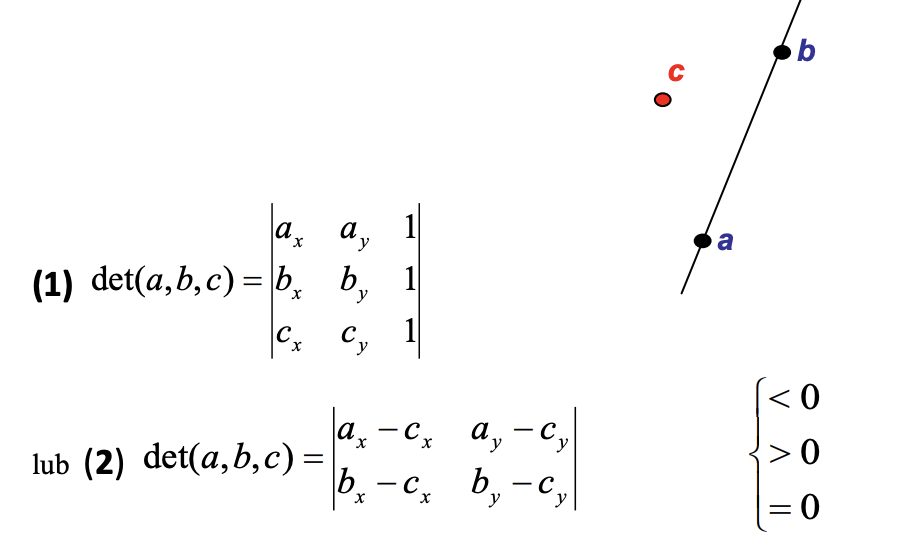 b
c
a
(1) det(a,b,c) = |a_x a_y 1|
|b_x b_y 1|
|c_x c_y 1|
lub (2) det(a,b,c) = |a_x − c_x a_y − c_y|
|b_x − c_x b_y − c_y|
{ < 0
> 0
= 0